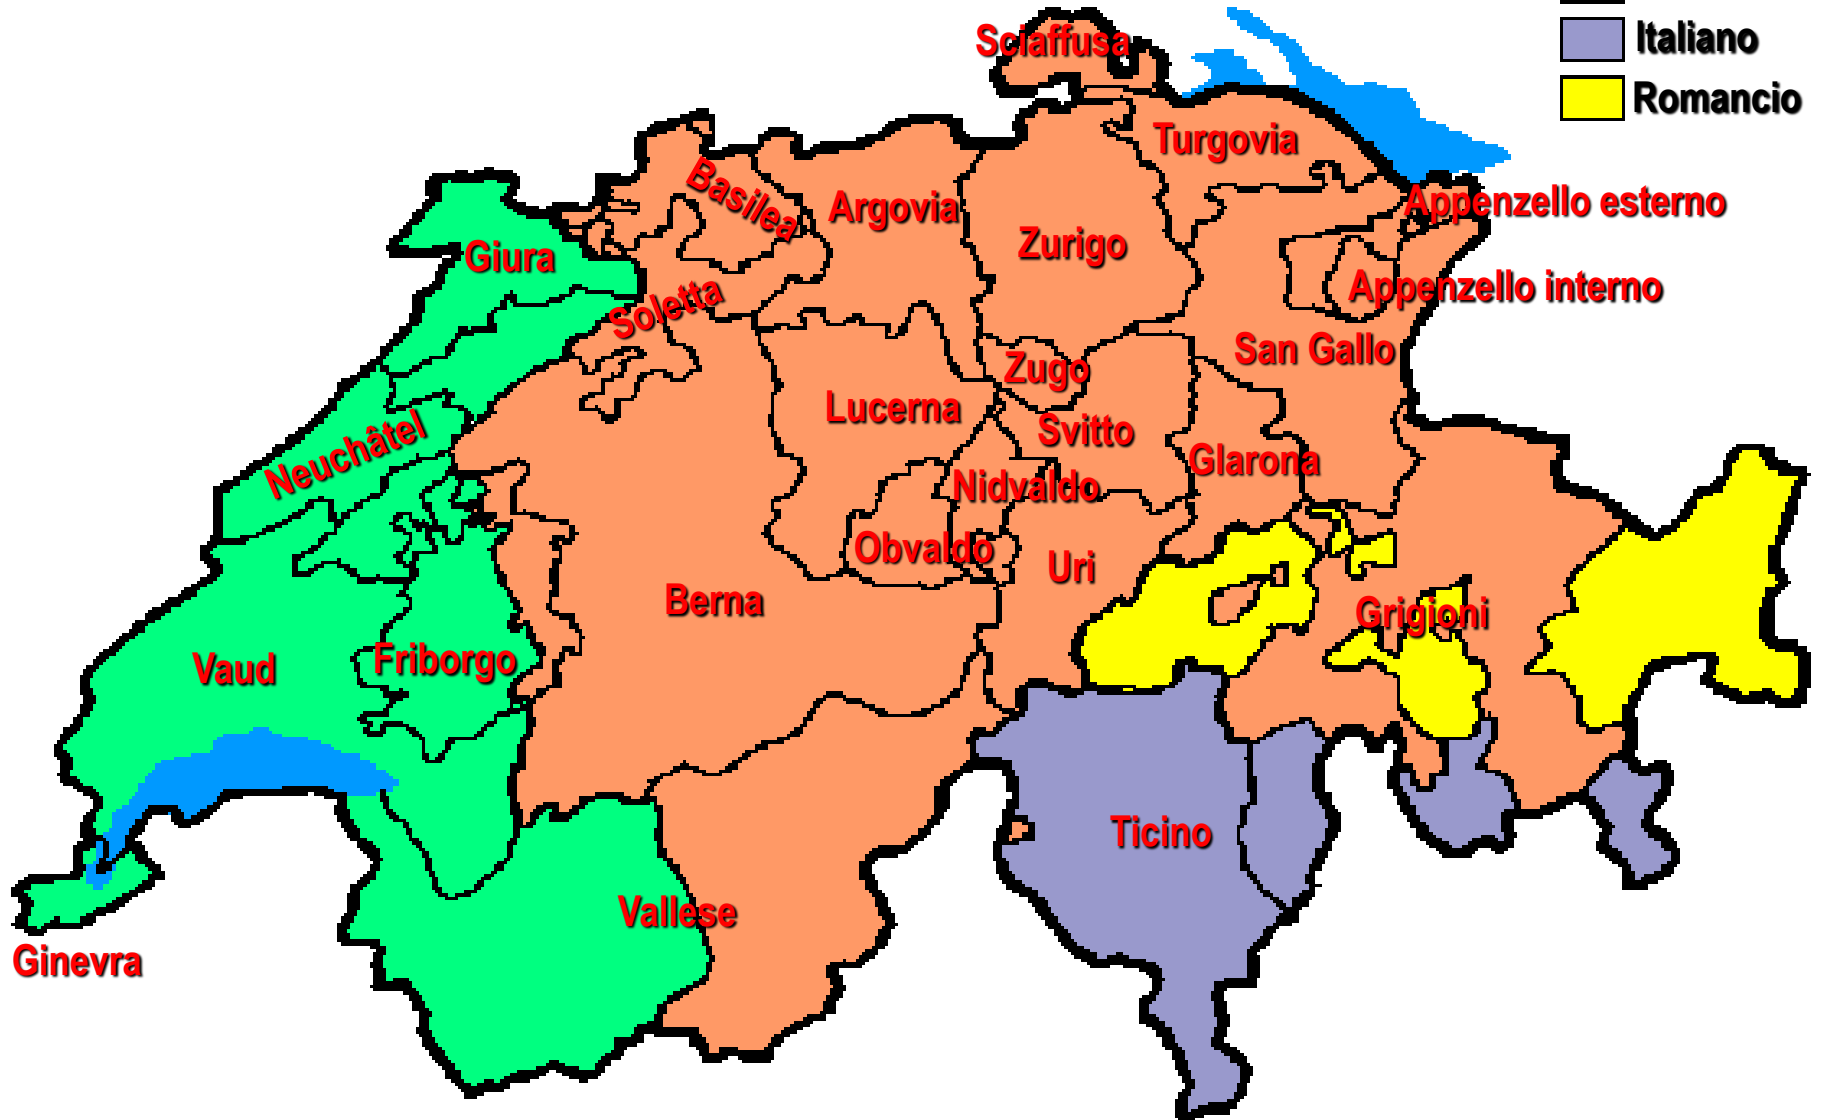 Sciaffusa
Italiano
Romancio
Turgovia
Basilea
Argovia
Appenzello esterno
Zurigo
Giura
Appenzello interno
Soletta
San Gallo
Zugo
Lucerna
Svitto
Neuchâtel
Glarona
Nidvaldo
Obvaldo
Uri
Berna
Grigioni
Vaud
Friborgo
Ticino
Vallese
Ginevra